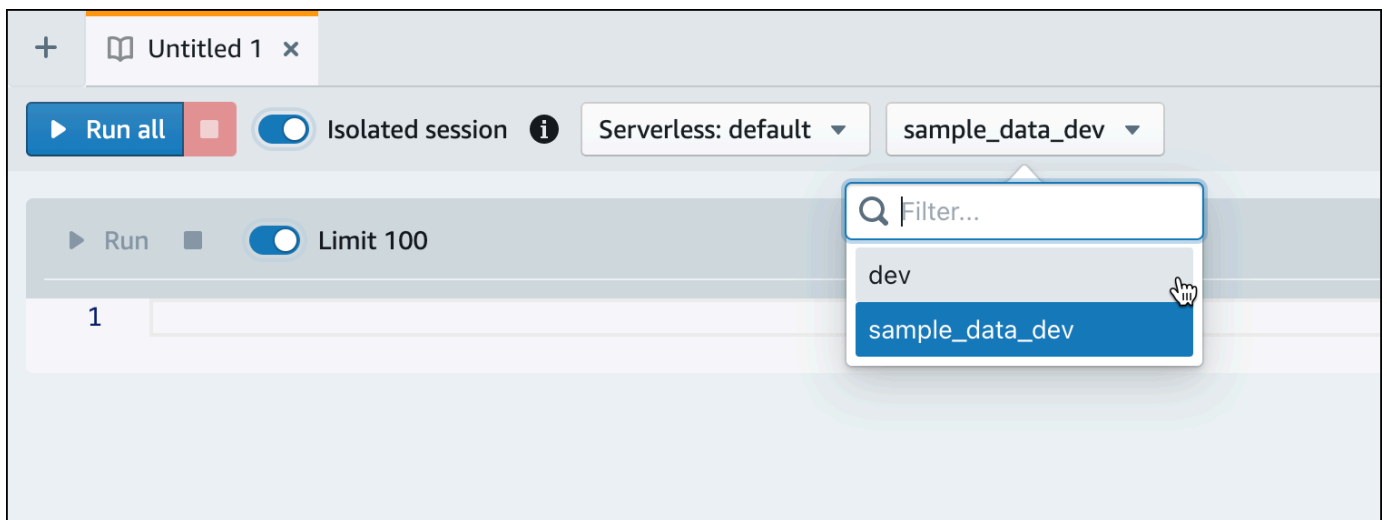 Untitled 1
Run all Isolated session Serverless: default sample_data_dev
Filter...
Run Limit 100
dev
1
sample_data_dev